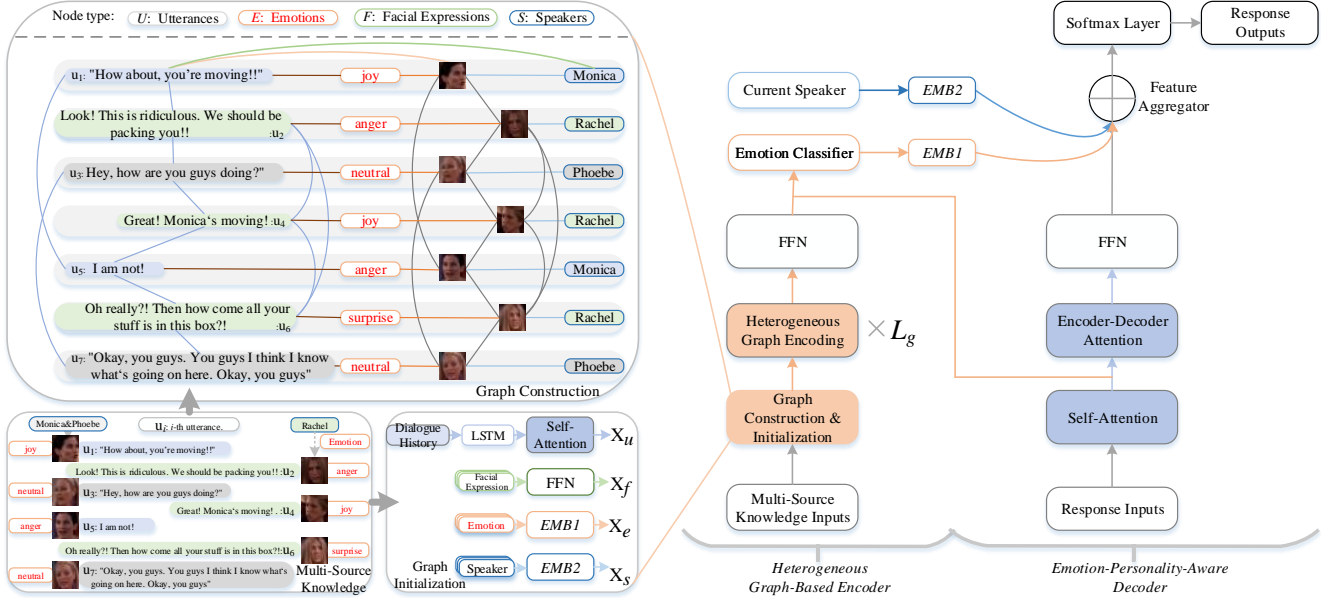 Node type: U: Utterances E: Emotions F: Facial Expressions S: Speakers
u1: "How about, you're moving!!" joy Monica
Look! This is ridiculous. We should be
packing you!! :u2 anger Rachel
u3: Hey, how are you guys doing?" neutral Phoebe
Great! Monica's moving! :u4 joy Rachel
u5: I am not! anger Monica
Oh really?! Then how come all your
stuff is in this box?! :u6 surprise Rachel
u7: "Okay, you guys. You guys I think I know
what's going on here. Okay, you guys" neutral Phoebe
Graph Construction
Monica&Phoebe ui: i-th utterance. Rachel
Emotion
joy u1: "How about, you're moving!!"
Look! This is ridiculous. We should be packing you!! :u2 anger
neutral u3: "Hey, how are you guys doing?"
Great! Monica's moving! . :u4 joy
anger u5: I am not!
Oh really?! Then how come all your stuff is in this box?!:u6 surprise
neutral u7: "Okay, you guys. You guys I think I know what's
going on here. Okay, you guys"
Multi-Source
Knowledge
Dialogue
History LSTM Self-
Attention Xu
Facial
Expression FFN Xf
Emotion EMB1 Xe
Speaker EMB2 Xs
Graph
Initialization
Softmax Layer
Response
Outputs
Current Speaker EMB2
Feature
Aggregator
Emotion Classifier EMB1
FFN
Heterogeneous
Graph Encoding
×Lg
Graph
Construction &
Initialization
Multi-Source
Knowledge Inputs
Heterogeneous
Graph-Based Encoder
FFN
Encoder-Decoder
Attention
Self-Attention
Response Inputs
Emotion-Personality-Aware
Decoder